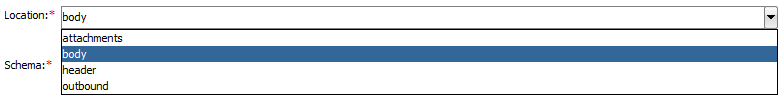 Location:* body
attachments
body
Schema:* header
outbound